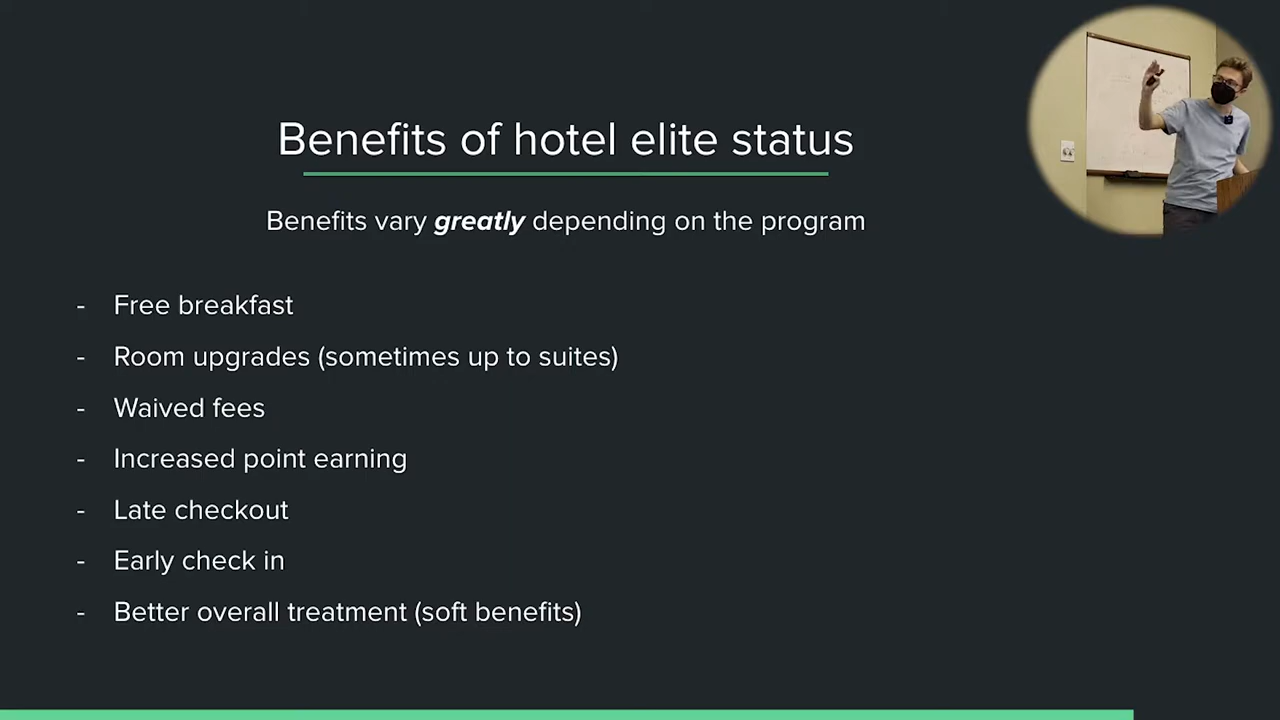 Benefits of hotel elite status
Benefits vary greatly depending on the program
- Free breakfast
- Room upgrades (sometimes up to suites)
- Waived fees
- Increased point earning
- Late checkout
- Early check in
- Better overall treatment (soft benefits)